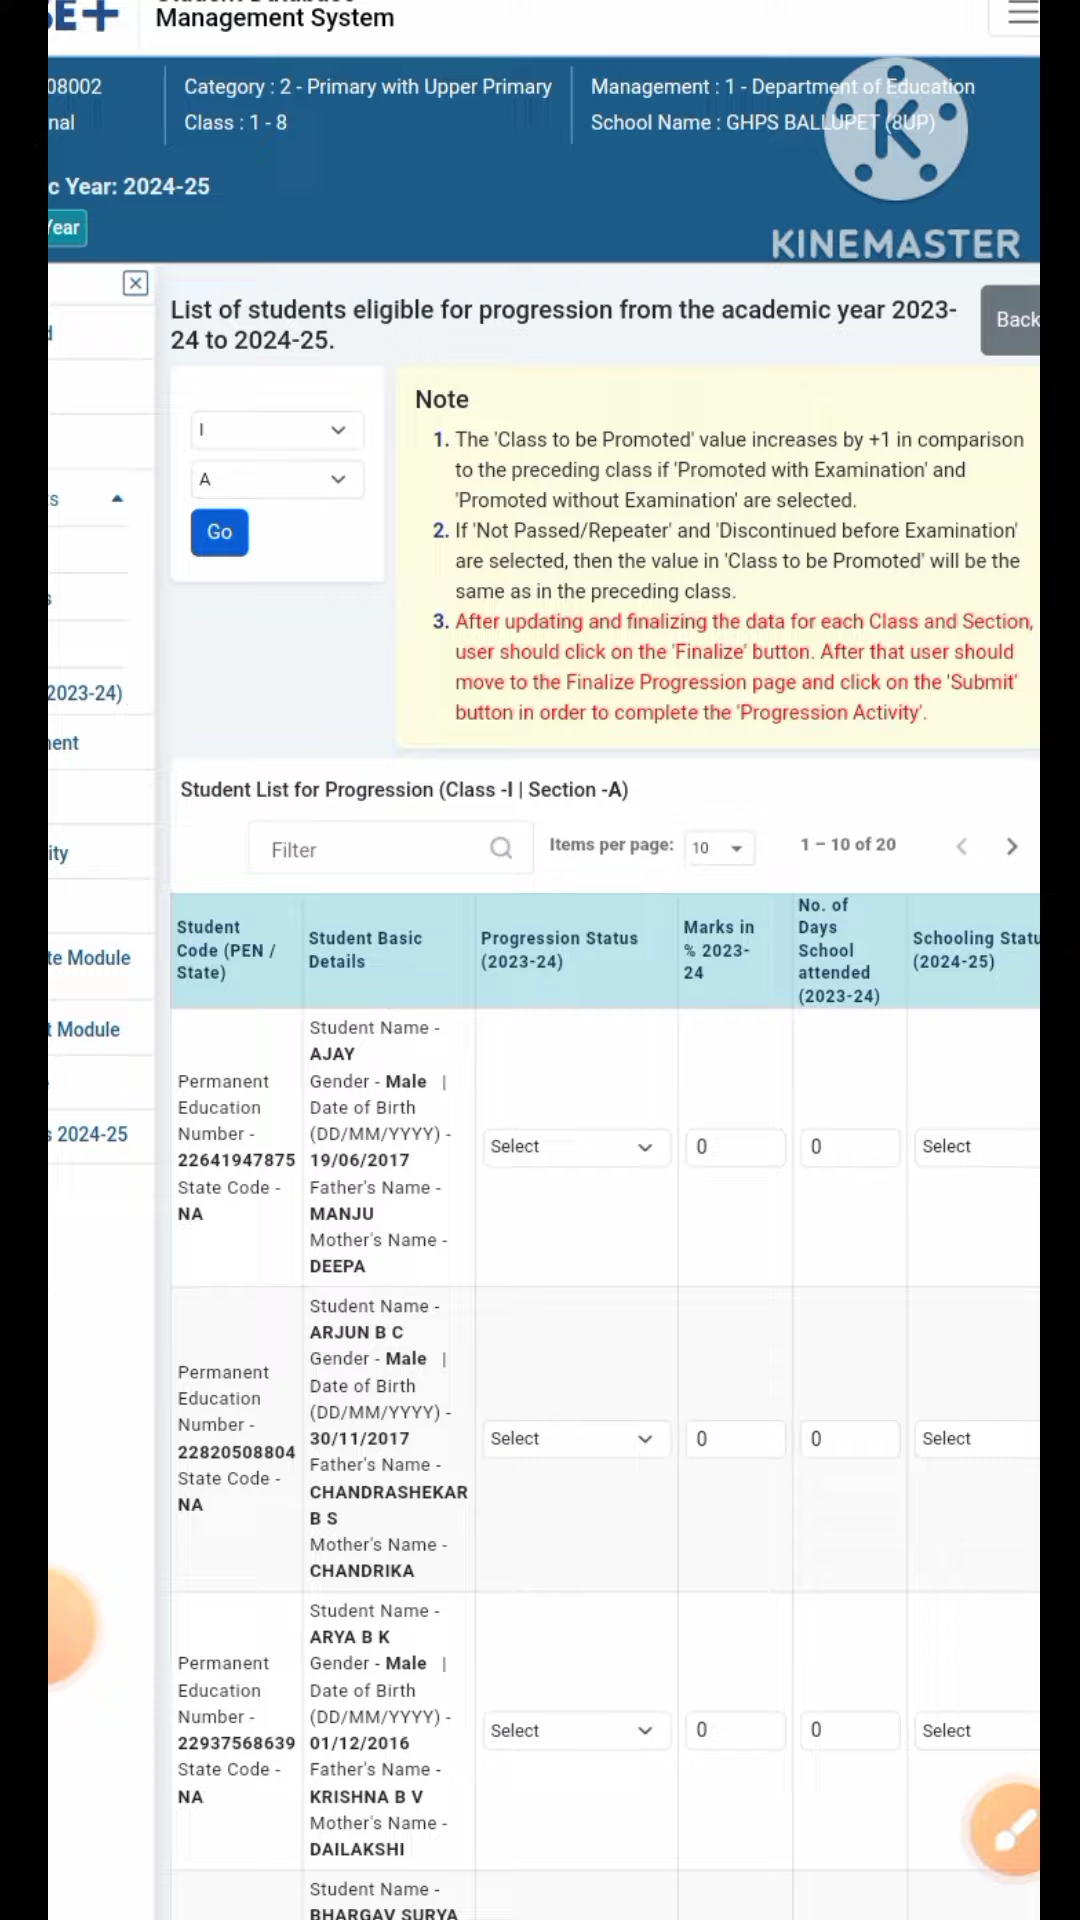 E+
Management System
08002
Category : 2 - Primary with Upper Primary
Management : 1 - Department of Education
nal
Class : 1 - 8
School Name : GHPS BALLUPET (8UP)
K
c Year: 2024-25
Year
KINEMASTER
List of students eligible for progression from the academic year 2023-
24 to 2024-25.
Back
I
A
Go
Note
1. The 'Class to be Promoted' value increases by +1 in comparison
to the preceding class if 'Promoted with Examination' and
'Promoted without Examination' are selected.
2. If 'Not Passed/Repeater' and 'Discontinued before Examination'
are selected, then the value in 'Class to be Promoted' will be the
same as in the preceding class.
3. After updating and finalizing the data for each Class and Section,
user should click on the 'Finalize' button. After that user should
move to the Finalize Progression page and click on the 'Submit'
button in order to complete the 'Progression Activity'.
d
s
s
2023-24)
ent
ity
te Module
t Module
s 2024-25
Student List for Progression (Class -I | Section -A)
Filter
Items per page: 10
1 – 10 of 20
Student
Code (PEN /
State)
Student Basic
Details
Progression Status
(2023-24)
Marks in
% 2023-
24
No. of
Days
School
attended
(2023-24)
Schooling Statu
(2024-25)
Permanent
Education
Number -
22641947875
State Code -
NA
Student Name -
AJAY
Gender - Male |
Date of Birth
(DD/MM/YYYY) -
19/06/2017
Father's Name -
MANJU
Mother's Name -
DEEPA
Select
0
0
Select
Permanent
Education
Number -
22820508804
State Code -
NA
Student Name -
ARJUN B C
Gender - Male |
Date of Birth
(DD/MM/YYYY) -
30/11/2017
Father's Name -
CHANDRASHEKAR
B S
Mother's Name -
CHANDRIKA
Select
0
0
Select
Permanent
Education
Number -
22937568639
State Code -
NA
Student Name -
ARYA B K
Gender - Male |
Date of Birth
(DD/MM/YYYY) -
01/12/2016
Father's Name -
KRISHNA B V
Mother's Name -
DAILAKSHI
Select
0
0
Select
Student Name -
BHARGAV SURYA